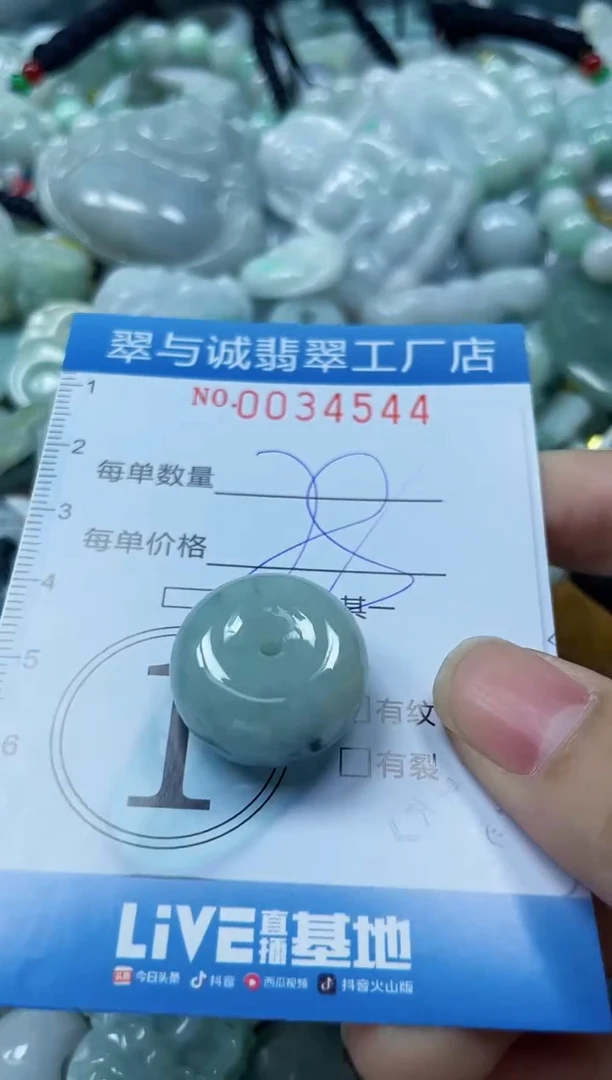 翠与诚翡翠工厂店
NO.0034544
1
2
每单数量
3
每单价格
4
其一
5
1
有纹
6
有裂
LiVE直播基地
头条 今日头条 抖音 西瓜视频 抖音火山版